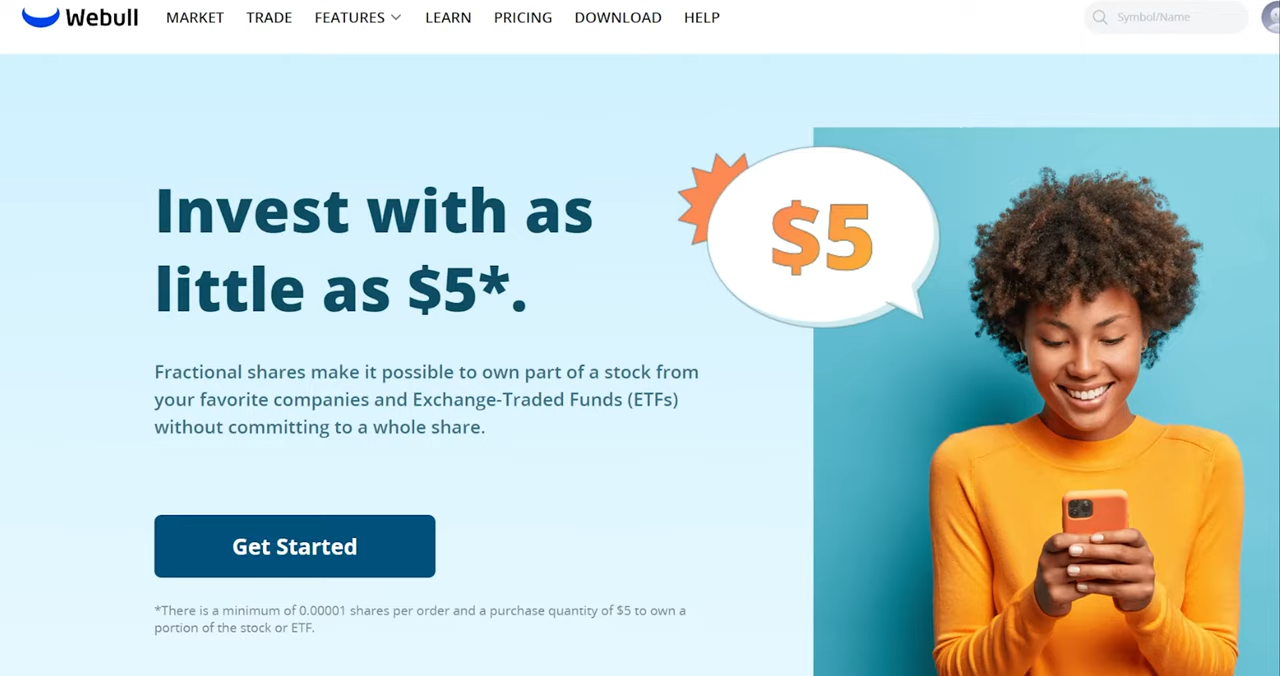 Webull MARKET TRADE FEATURES LEARN PRICING DOWNLOAD HELP Symbol/Name
Invest with as
little as $5*.
$5
Fractional shares make it possible to own part of a stock from
your favorite companies and Exchange-Traded Funds (ETFs)
without committing to a whole share.
Get Started
*There is a minimum of 0.00001 shares per order and a purchase quantity of $5 to own a
portion of the stock or ETF.